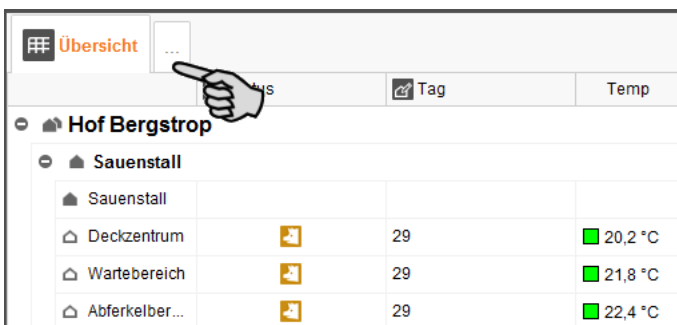 Übersicht ...
tus Tag Temp
Hof Bergstrop
Sauenstall
Sauenstall
Deckzentrum 29 20,2 °C
Wartebereich 29 21,8 °C
Abferkelber... 29 22,4 °C